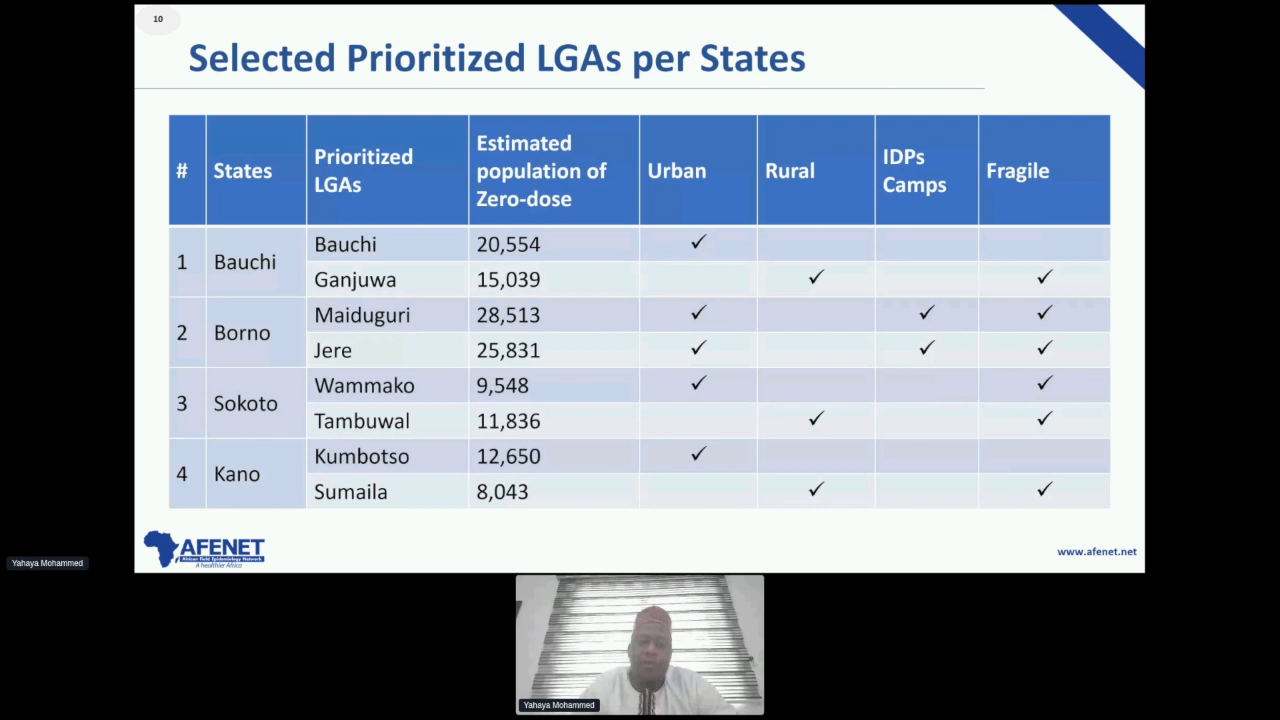 10
Selected Prioritized LGAs per States
# States Prioritized LGAs Estimated population of Zero-dose Urban Rural IDPs Camps Fragile
1 Bauchi Bauchi 20,554 ✓
Ganjuwa 15,039 ✓ ✓
2 Borno Maiduguri 28,513 ✓ ✓ ✓
Jere 25,831 ✓ ✓ ✓
3 Sokoto Wammako 9,548 ✓ ✓
Tambuwal 11,836 ✓ ✓
4 Kano Kumbotso 12,650 ✓
Sumaila 8,043 ✓ ✓
AFENET
African Field Epidemiology Network
A healthier Africa
www.afenet.net
Yahaya Mohammed
Yahaya Mohammed